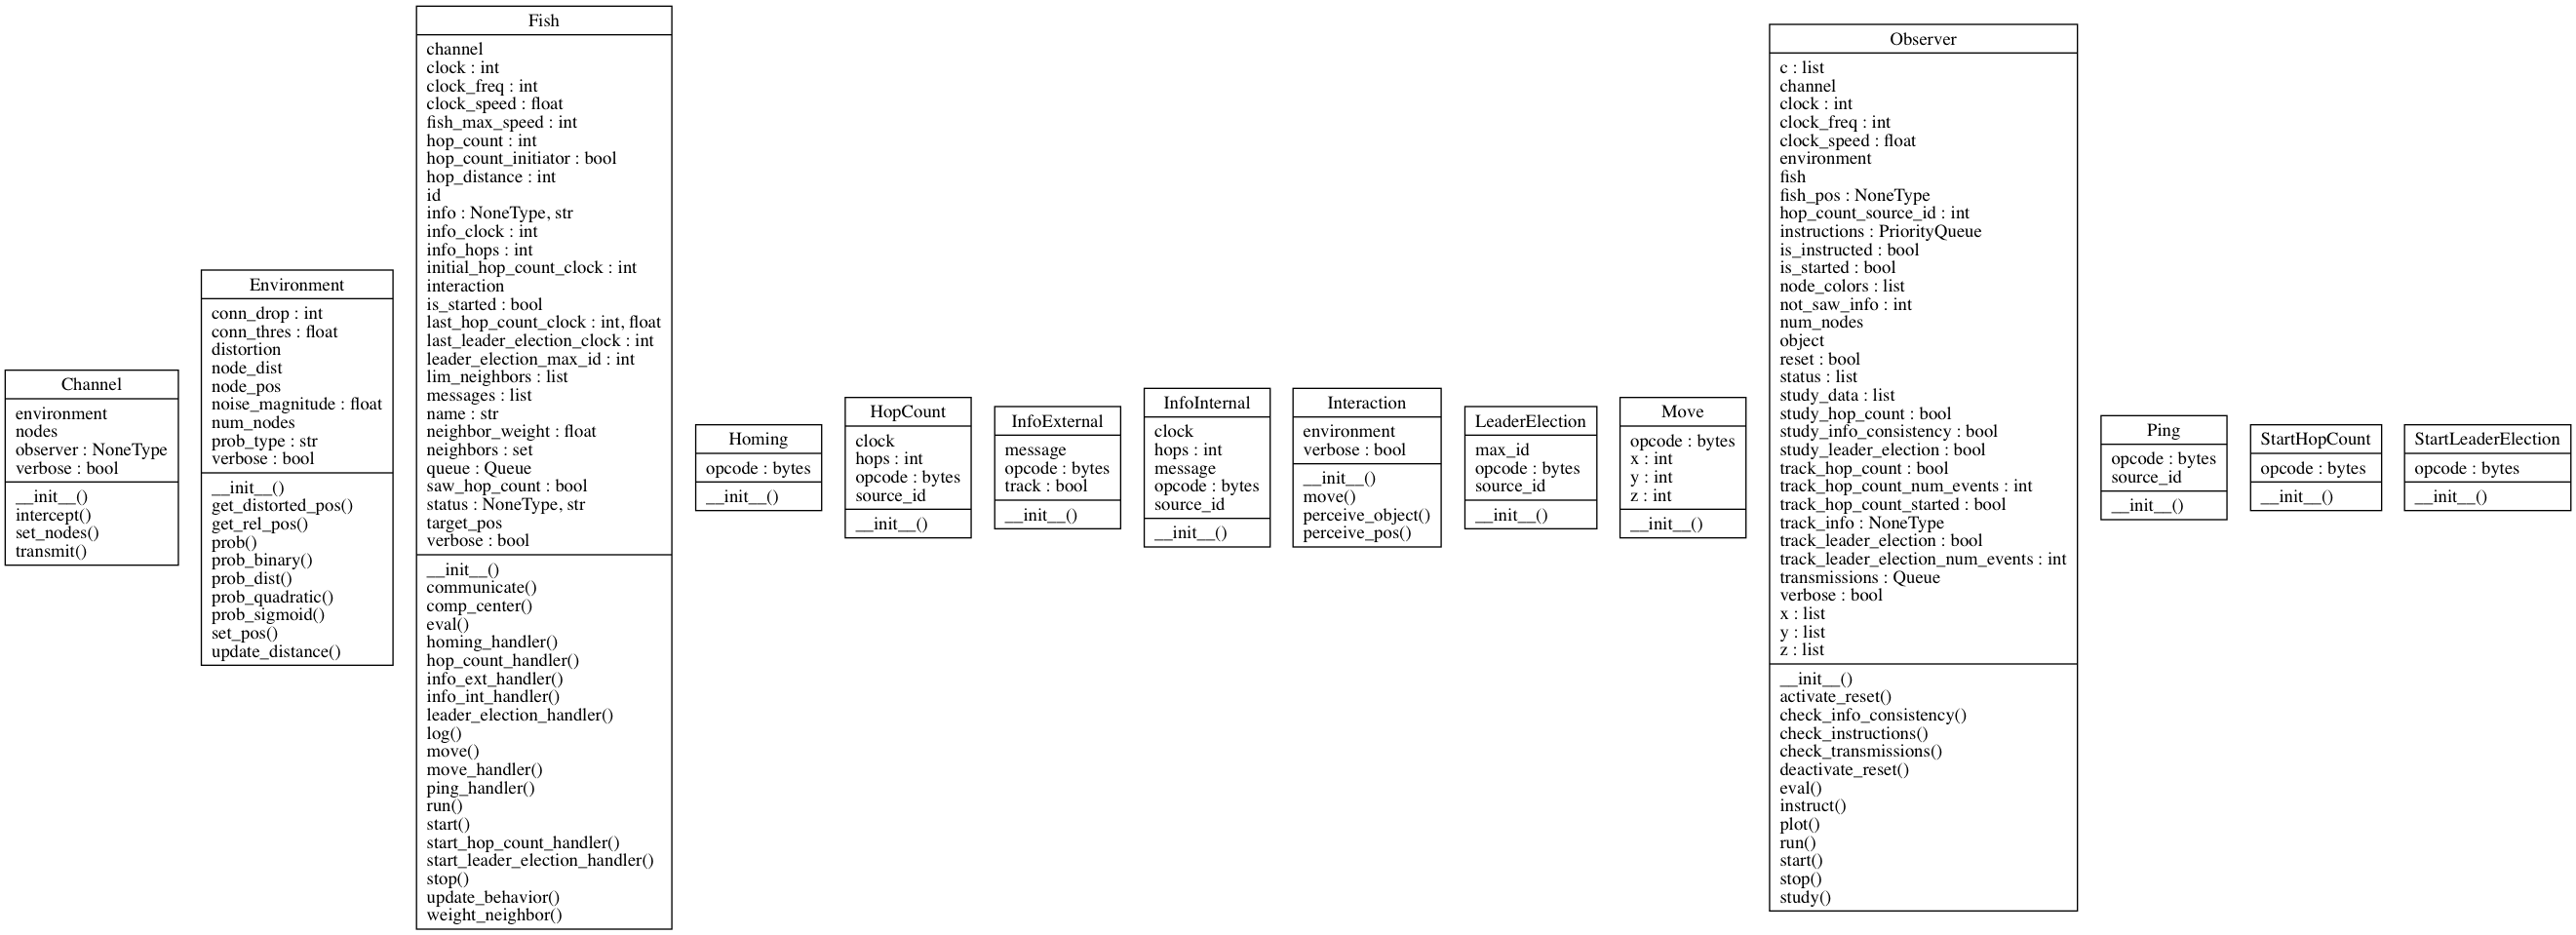 Channel
environment
nodes
observer : NoneType
verbose : bool
__init__()
intercept()
set_nodes()
transmit()
Environment
conn_drop : int
conn_thres : float
distortion
node_dist
node_pos
noise_magnitude : float
num_nodes
prob_type : str
verbose : bool
__init__()
get_distorted_pos()
get_rel_pos()
prob()
prob_binary()
prob_dist()
prob_quadratic()
prob_sigmoid()
set_pos()
update_distance()
Fish
channel
clock : int
clock_freq : int
clock_speed : float
fish_max_speed : int
hop_count : int
hop_count_initiator : bool
hop_distance : int
id
info : NoneType, str
info_clock : int
info_hops : int
initial_hop_count_clock : int
interaction
is_started : bool
last_hop_count_clock : int, float
last_leader_election_clock : int
leader_election_max_id : int
lim_neighbors : list
messages : list
name : str
neighbor_weight : float
neighbors : set
queue : Queue
saw_hop_count : bool
status : NoneType, str
target_pos
verbose : bool
__init__()
communicate()
comp_center()
eval()
homing_handler()
hop_count_handler()
info_ext_handler()
info_int_handler()
leader_election_handler()
log()
move()
move_handler()
ping_handler()
run()
start()
start_hop_count_handler()
start_leader_election_handler()
stop()
update_behavior()
weight_neighbor()
Homing
opcode : bytes
__init__()
HopCount
clock
hops : int
opcode : bytes
source_id
__init__()
InfoExternal
message
opcode : bytes
track : bool
__init__()
InfoInternal
clock
hops : int
message
opcode : bytes
source_id
__init__()
Interaction
environment
verbose : bool
__init__()
move()
perceive_object()
perceive_pos()
LeaderElection
max_id
opcode : bytes
source_id
__init__()
Move
opcode : bytes
x : int
y : int
z : int
__init__()
Observer
c : list
channel
clock : int
clock_freq : int
clock_speed : float
environment
fish
fish_pos : NoneType
hop_count_source_id : int
instructions : PriorityQueue
is_instructed : bool
is_started : bool
node_colors : list
not_saw_info : int
num_nodes
object
reset : bool
status : list
study_data : list
study_hop_count : bool
study_info_consistency : bool
study_leader_election : bool
track_hop_count : bool
track_hop_count_num_events : int
track_hop_count_started : bool
track_info : NoneType
track_leader_election : bool
track_leader_election_num_events : int
transmissions : Queue
verbose : bool
x : list
y : list
z : list
__init__()
activate_reset()
check_info_consistency()
check_instructions()
check_transmissions()
deactivate_reset()
eval()
instruct()
plot()
run()
start()
stop()
study()
Ping
opcode : bytes
source_id
__init__()
StartHopCount
opcode : bytes
__init__()
StartLeaderElection
opcode : bytes
__init__()